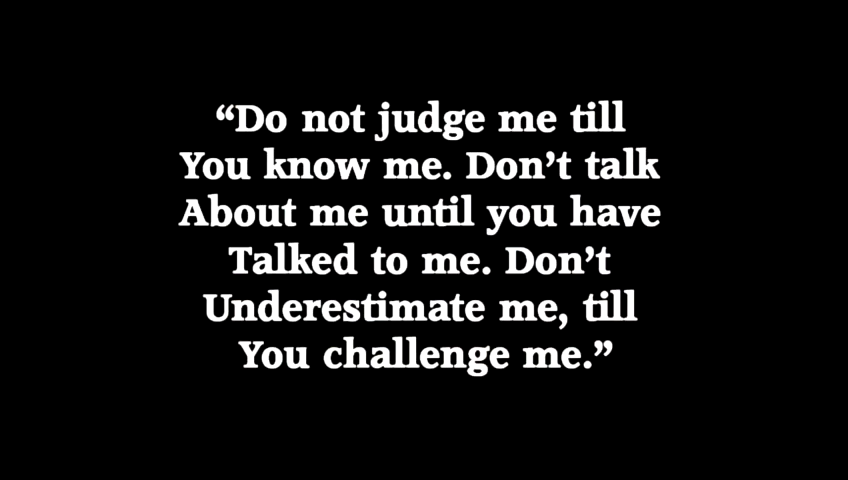 “Do not judge me till
You know me. Don’t talk
About me until you have
Talked to me. Don’t
Underestimate me, till
You challenge me.”